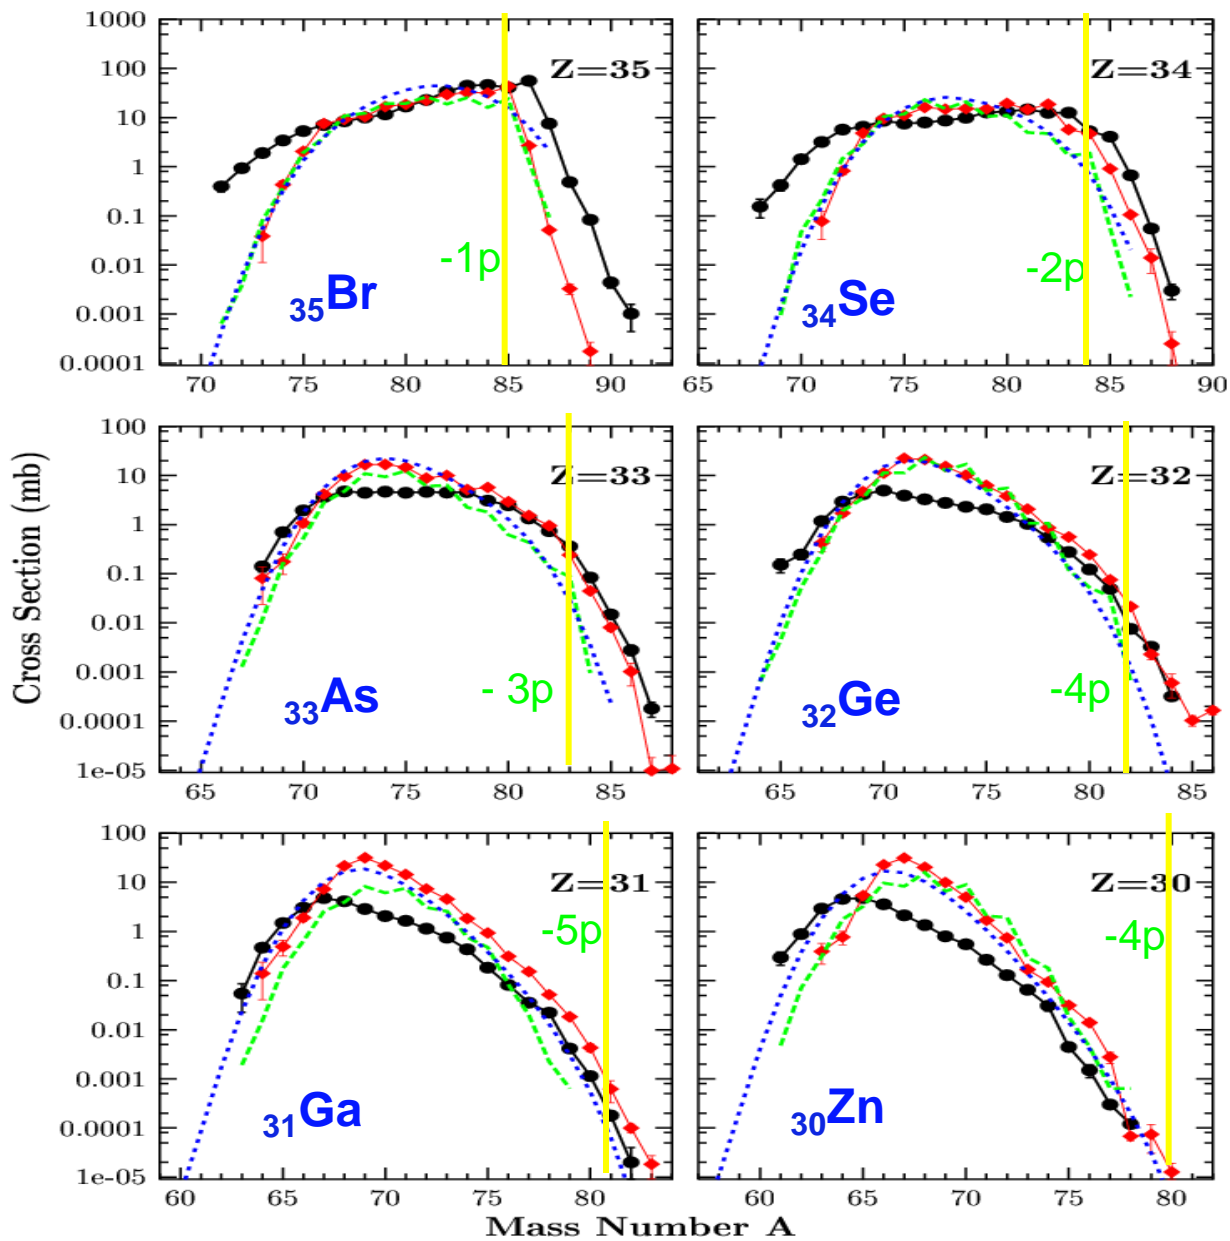 1000
100
10
1
0.1
0.01
0.001
0.0001
Z=35
-1p
35Br
70 75 80 85 90
Z=34
-2p
34Se
65 70 75 80 85 90
Cross Section (mb)
100
10
1
0.1
0.01
0.001
0.0001
1e-05
Z=33
- 3p
33As
65 70 75 80 85
Z=32
-4p
32Ge
65 70 75 80 85
100
10
1
0.1
0.01
0.001
0.0001
1e-05
Z=31
-5p
31Ga
60 65 70 75 80
Z=30
-4p
30Zn
60 65 70 75 80
Mass Number A